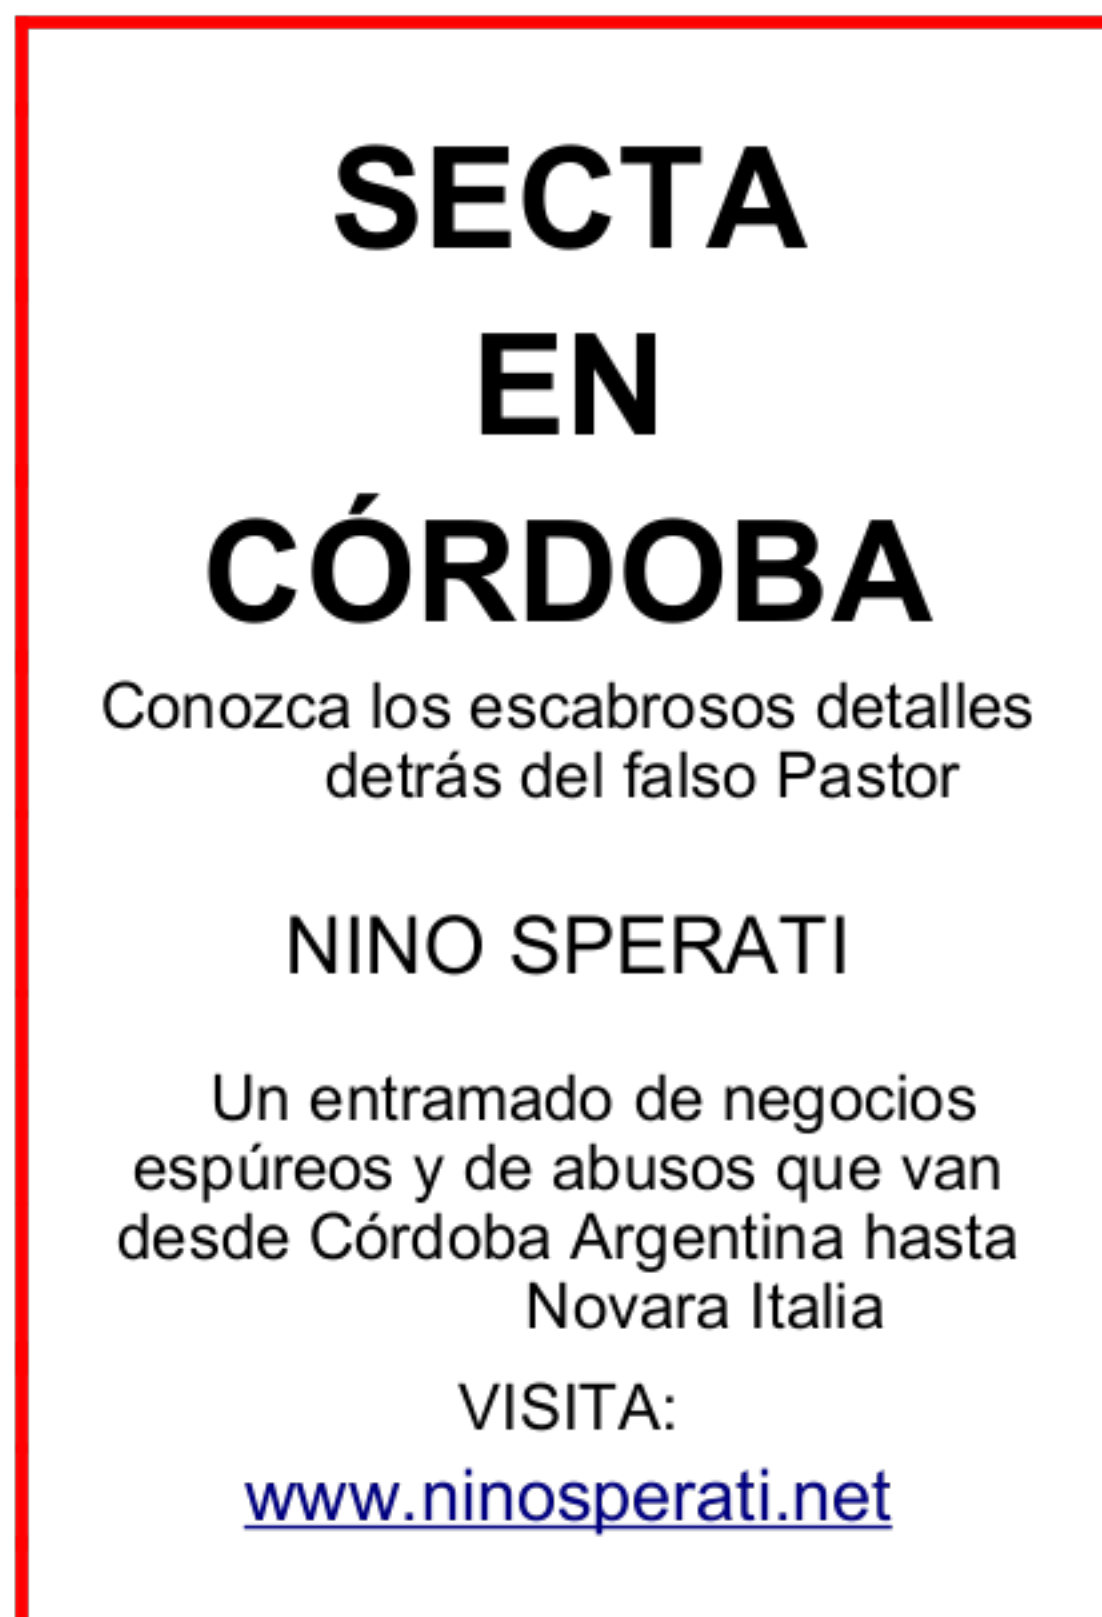 SECTA
EN
CÓRDOBA
Conozca los escabrosos detalles
detrás del falso Pastor
NINO SPERATI
Un entramado de negocios
espúreos y de abusos que van
desde Córdoba Argentina hasta
Novara Italia
VISITA:
www.ninosperati.net